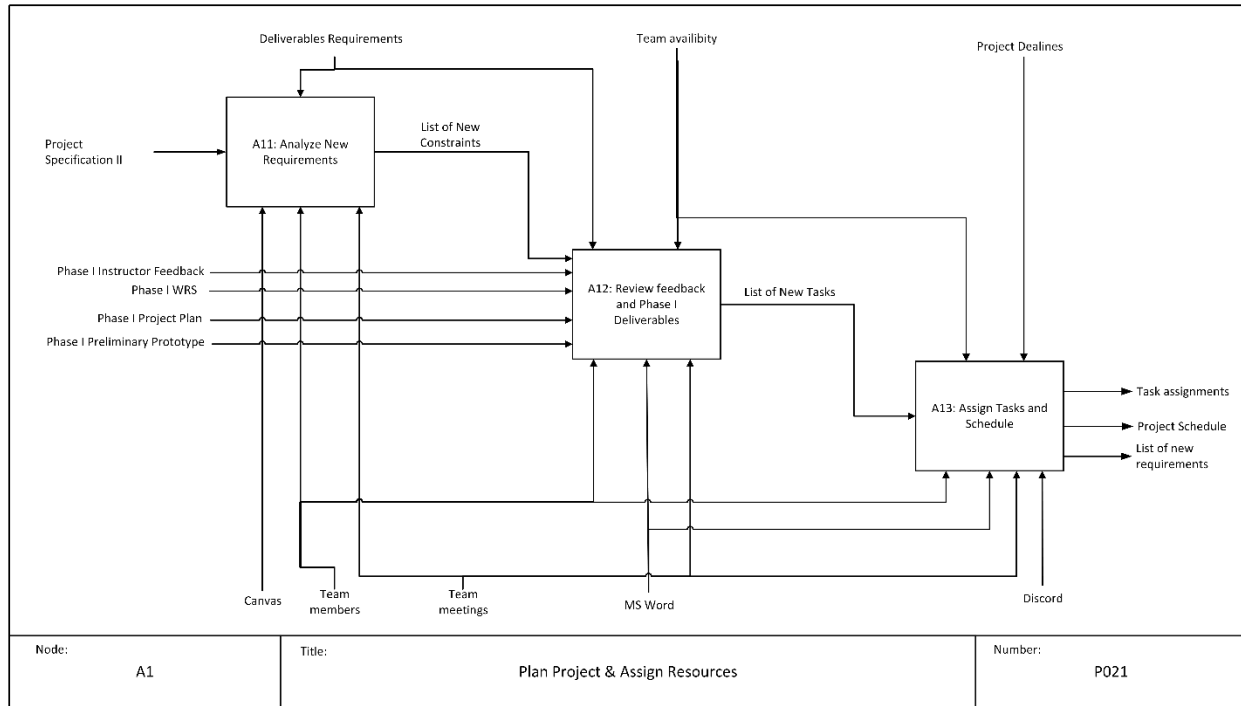 Deliverables Requirements
Team availibity
Project Dealines
Project
Specification II
A11: Analyze New
Requirements
List of New
Constraints
Phase I Instructor Feedback
Phase I WRS
Phase I Project Plan
Phase I Preliminary Prototype
A12: Review feedback
and Phase I
Deliverables
List of New Tasks
A13: Assign Tasks and
Schedule
Task assignments
Project Schedule
List of new
requirements
Canvas
Team
members
Team
meetings
MS Word
Discord
Node:
A1
Title:
Plan Project & Assign Resources
Number:
P021